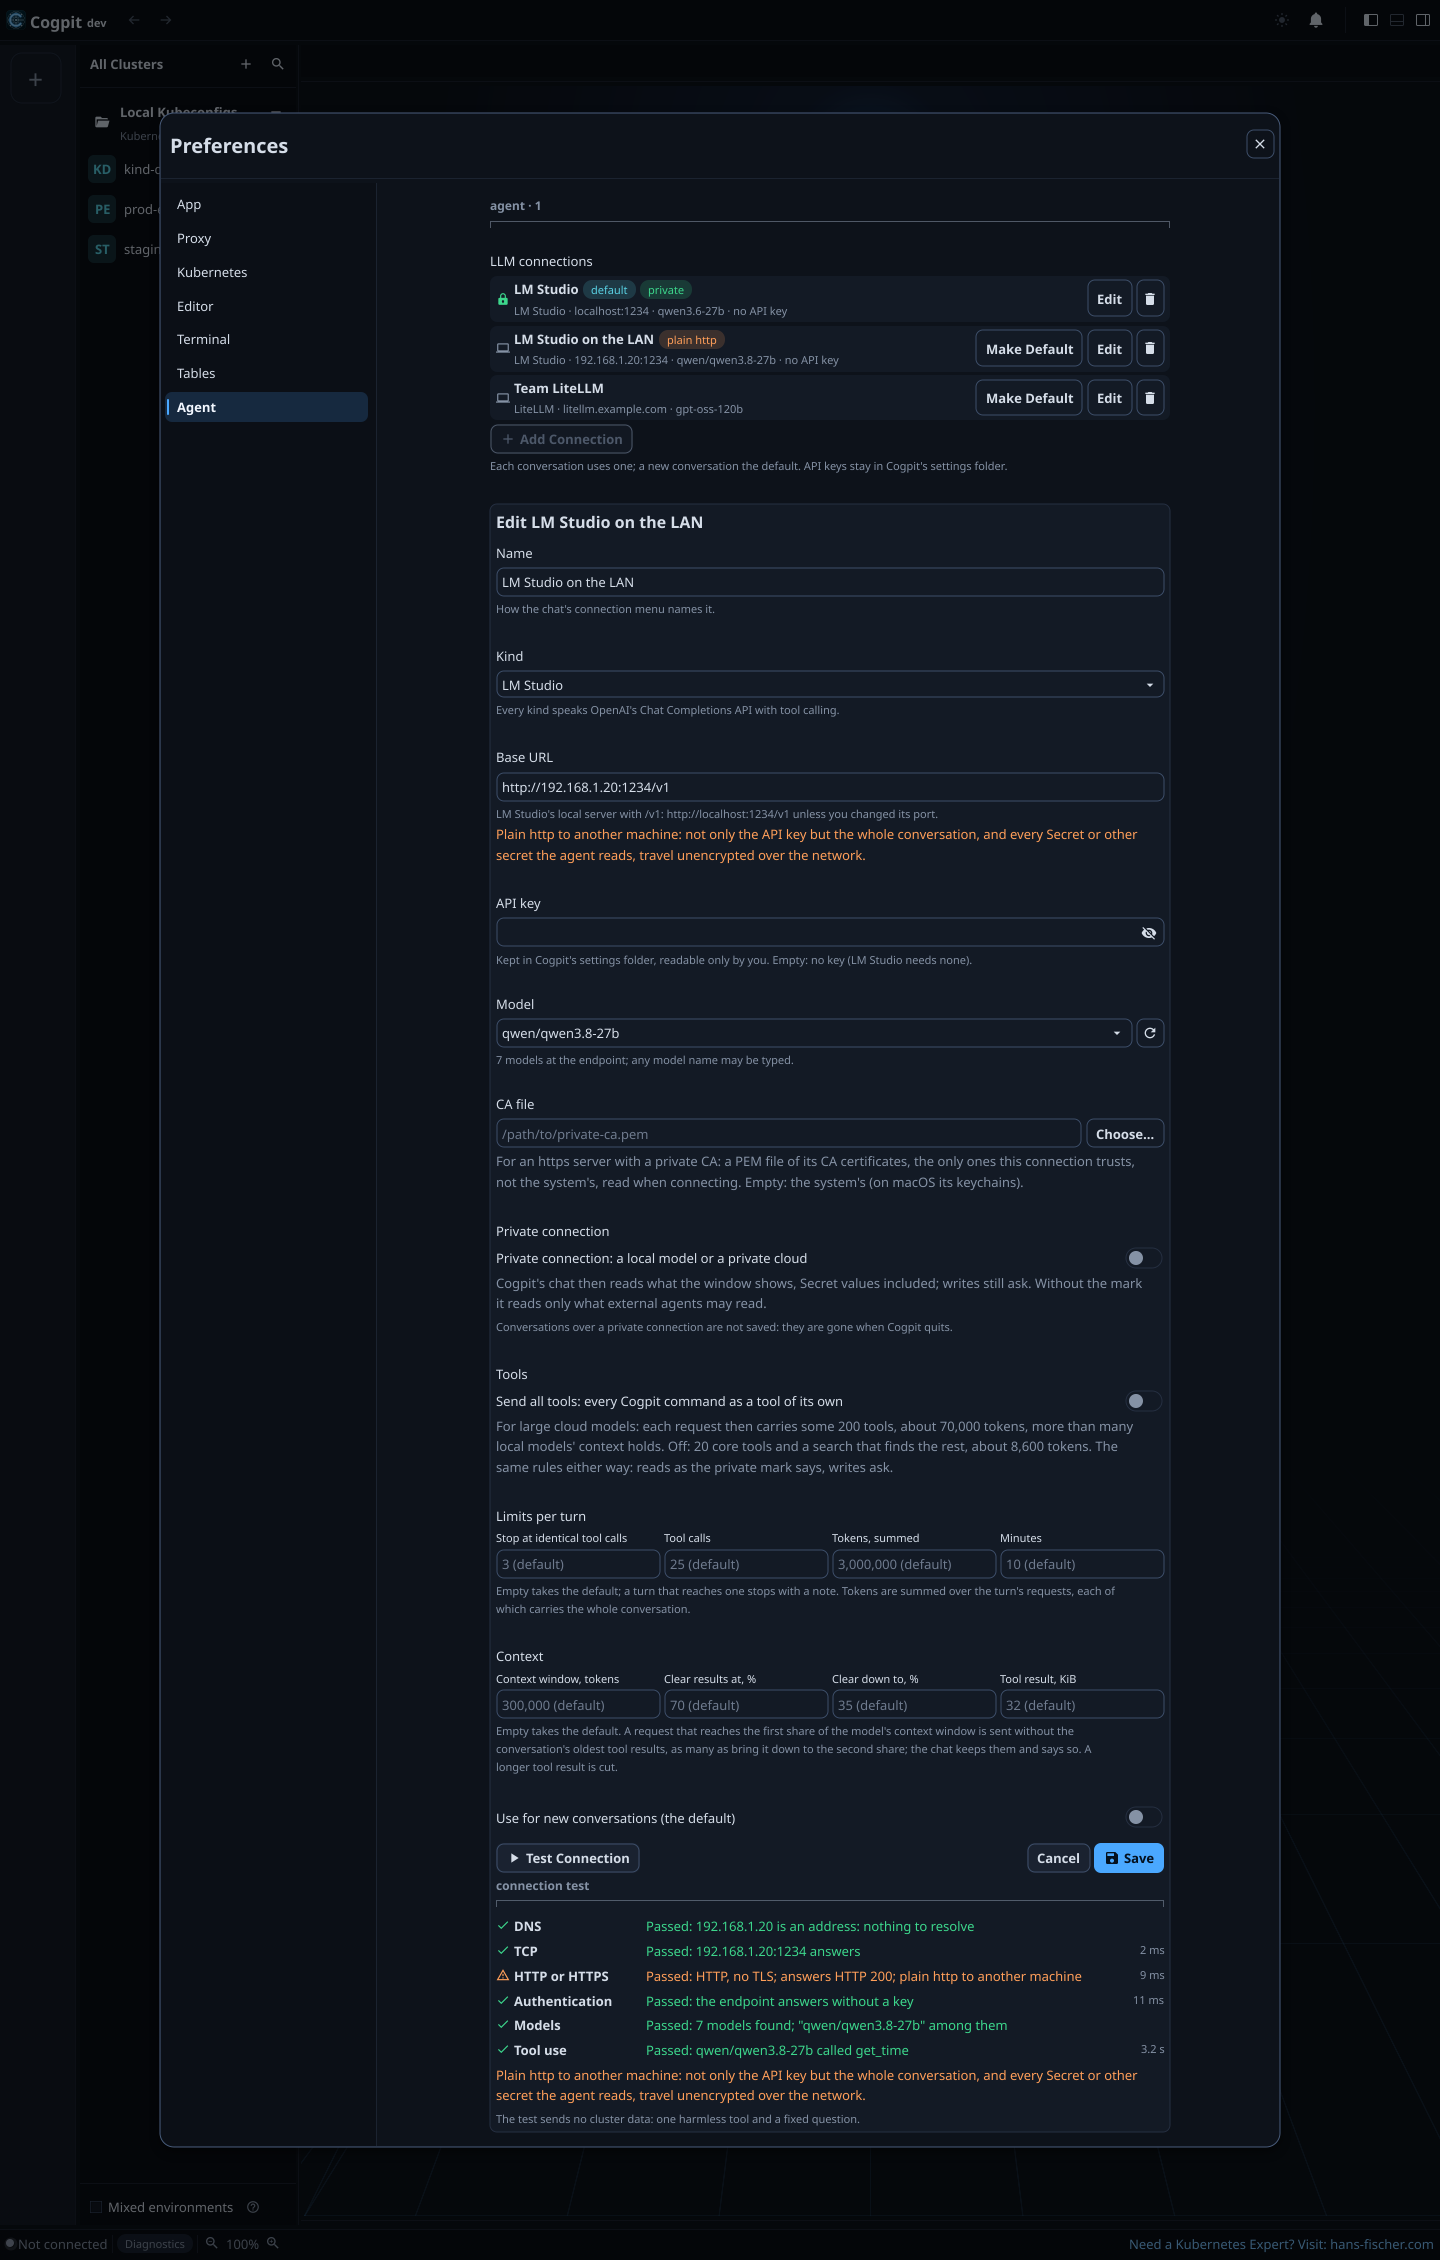 Cogpit dev
All Clusters
Local Kubeconfigs
Kuberne
KD kind-c
PE prod-e
ST stagin
Preferences
App
Proxy
Kubernetes
Editor
Terminal
Tables
Agent
agent · 1
LLM connections
LM Studio default private
LM Studio · localhost:1234 · qwen3.6-27b · no API key
Edit
LM Studio on the LAN plain http
LM Studio · 192.168.1.20:1234 · qwen/qwen3.8-27b · no API key
Make Default Edit
Team LiteLLM
LiteLLM · litellm.example.com · gpt-oss-120b
Make Default Edit
Add Connection
Each conversation uses one; a new conversation the default. API keys stay in Cogpit's settings folder.
Edit LM Studio on the LAN
Name
LM Studio on the LAN
How the chat's connection menu names it.
Kind
LM Studio
Every kind speaks OpenAI's Chat Completions API with tool calling.
Base URL
http://192.168.1.20:1234/v1
LM Studio's local server with /v1: http://localhost:1234/v1 unless you changed its port.
Plain http to another machine: not only the API key but the whole conversation, and every Secret or other
secret the agent reads, travel unencrypted over the network.
API key
Kept in Cogpit's settings folder, readable only by you. Empty: no key (LM Studio needs none).
Model
qwen/qwen3.8-27b
7 models at the endpoint; any model name may be typed.
CA file
/path/to/private-ca.pem
Choose...
For an https server with a private CA: a PEM file of its CA certificates, the only ones this connection trusts,
not the system's, read when connecting. Empty: the system's (on macOS its keychains).
Private connection
Private connection: a local model or a private cloud
Cogpit's chat then reads what the window shows, Secret values included; writes still ask. Without the mark
it reads only what external agents may read.
Conversations over a private connection are not saved: they are gone when Cogpit quits.
Tools
Send all tools: every Cogpit command as a tool of its own
For large cloud models: each request then carries some 200 tools, about 70,000 tokens, more than many
local models' context holds. Off: 20 core tools and a search that finds the rest, about 8,600 tokens. The
same rules either way: reads as the private mark says, writes ask.
Limits per turn
Stop at identical tool calls Tool calls Tokens, summed Minutes
3 (default) 25 (default) 3,000,000 (default) 10 (default)
Empty takes the default; a turn that reaches one stops with a note. Tokens are summed over the turn's requests, each of
which carries the whole conversation.
Context
Context window, tokens Clear results at, % Clear down to, % Tool result, KiB
300,000 (default) 70 (default) 35 (default) 32 (default)
Empty takes the default. A request that reaches the first share of the model's context window is sent without the
conversation's oldest tool results, as many as bring it down to the second share; the chat keeps them and says so. A
longer tool result is cut.
Use for new conversations (the default)
Test Connection Cancel Save
connection test
DNS Passed: 192.168.1.20 is an address: nothing to resolve
TCP Passed: 192.168.1.20:1234 answers 2 ms
HTTP or HTTPS Passed: HTTP, no TLS; answers HTTP 200; plain http to another machine 9 ms
Authentication Passed: the endpoint answers without a key 11 ms
Models Passed: 7 models found; "qwen/qwen3.8-27b" among them
Tool use Passed: qwen/qwen3.8-27b called get_time 3.2 s
Plain http to another machine: not only the API key but the whole conversation, and every Secret or other
secret the agent reads, travel unencrypted over the network.
The test sends no cluster data: one harmless tool and a fixed question.
Mixed environments
Not connected Diagnostics 100% Need a Kubernetes Expert? Visit: hans-fischer.com